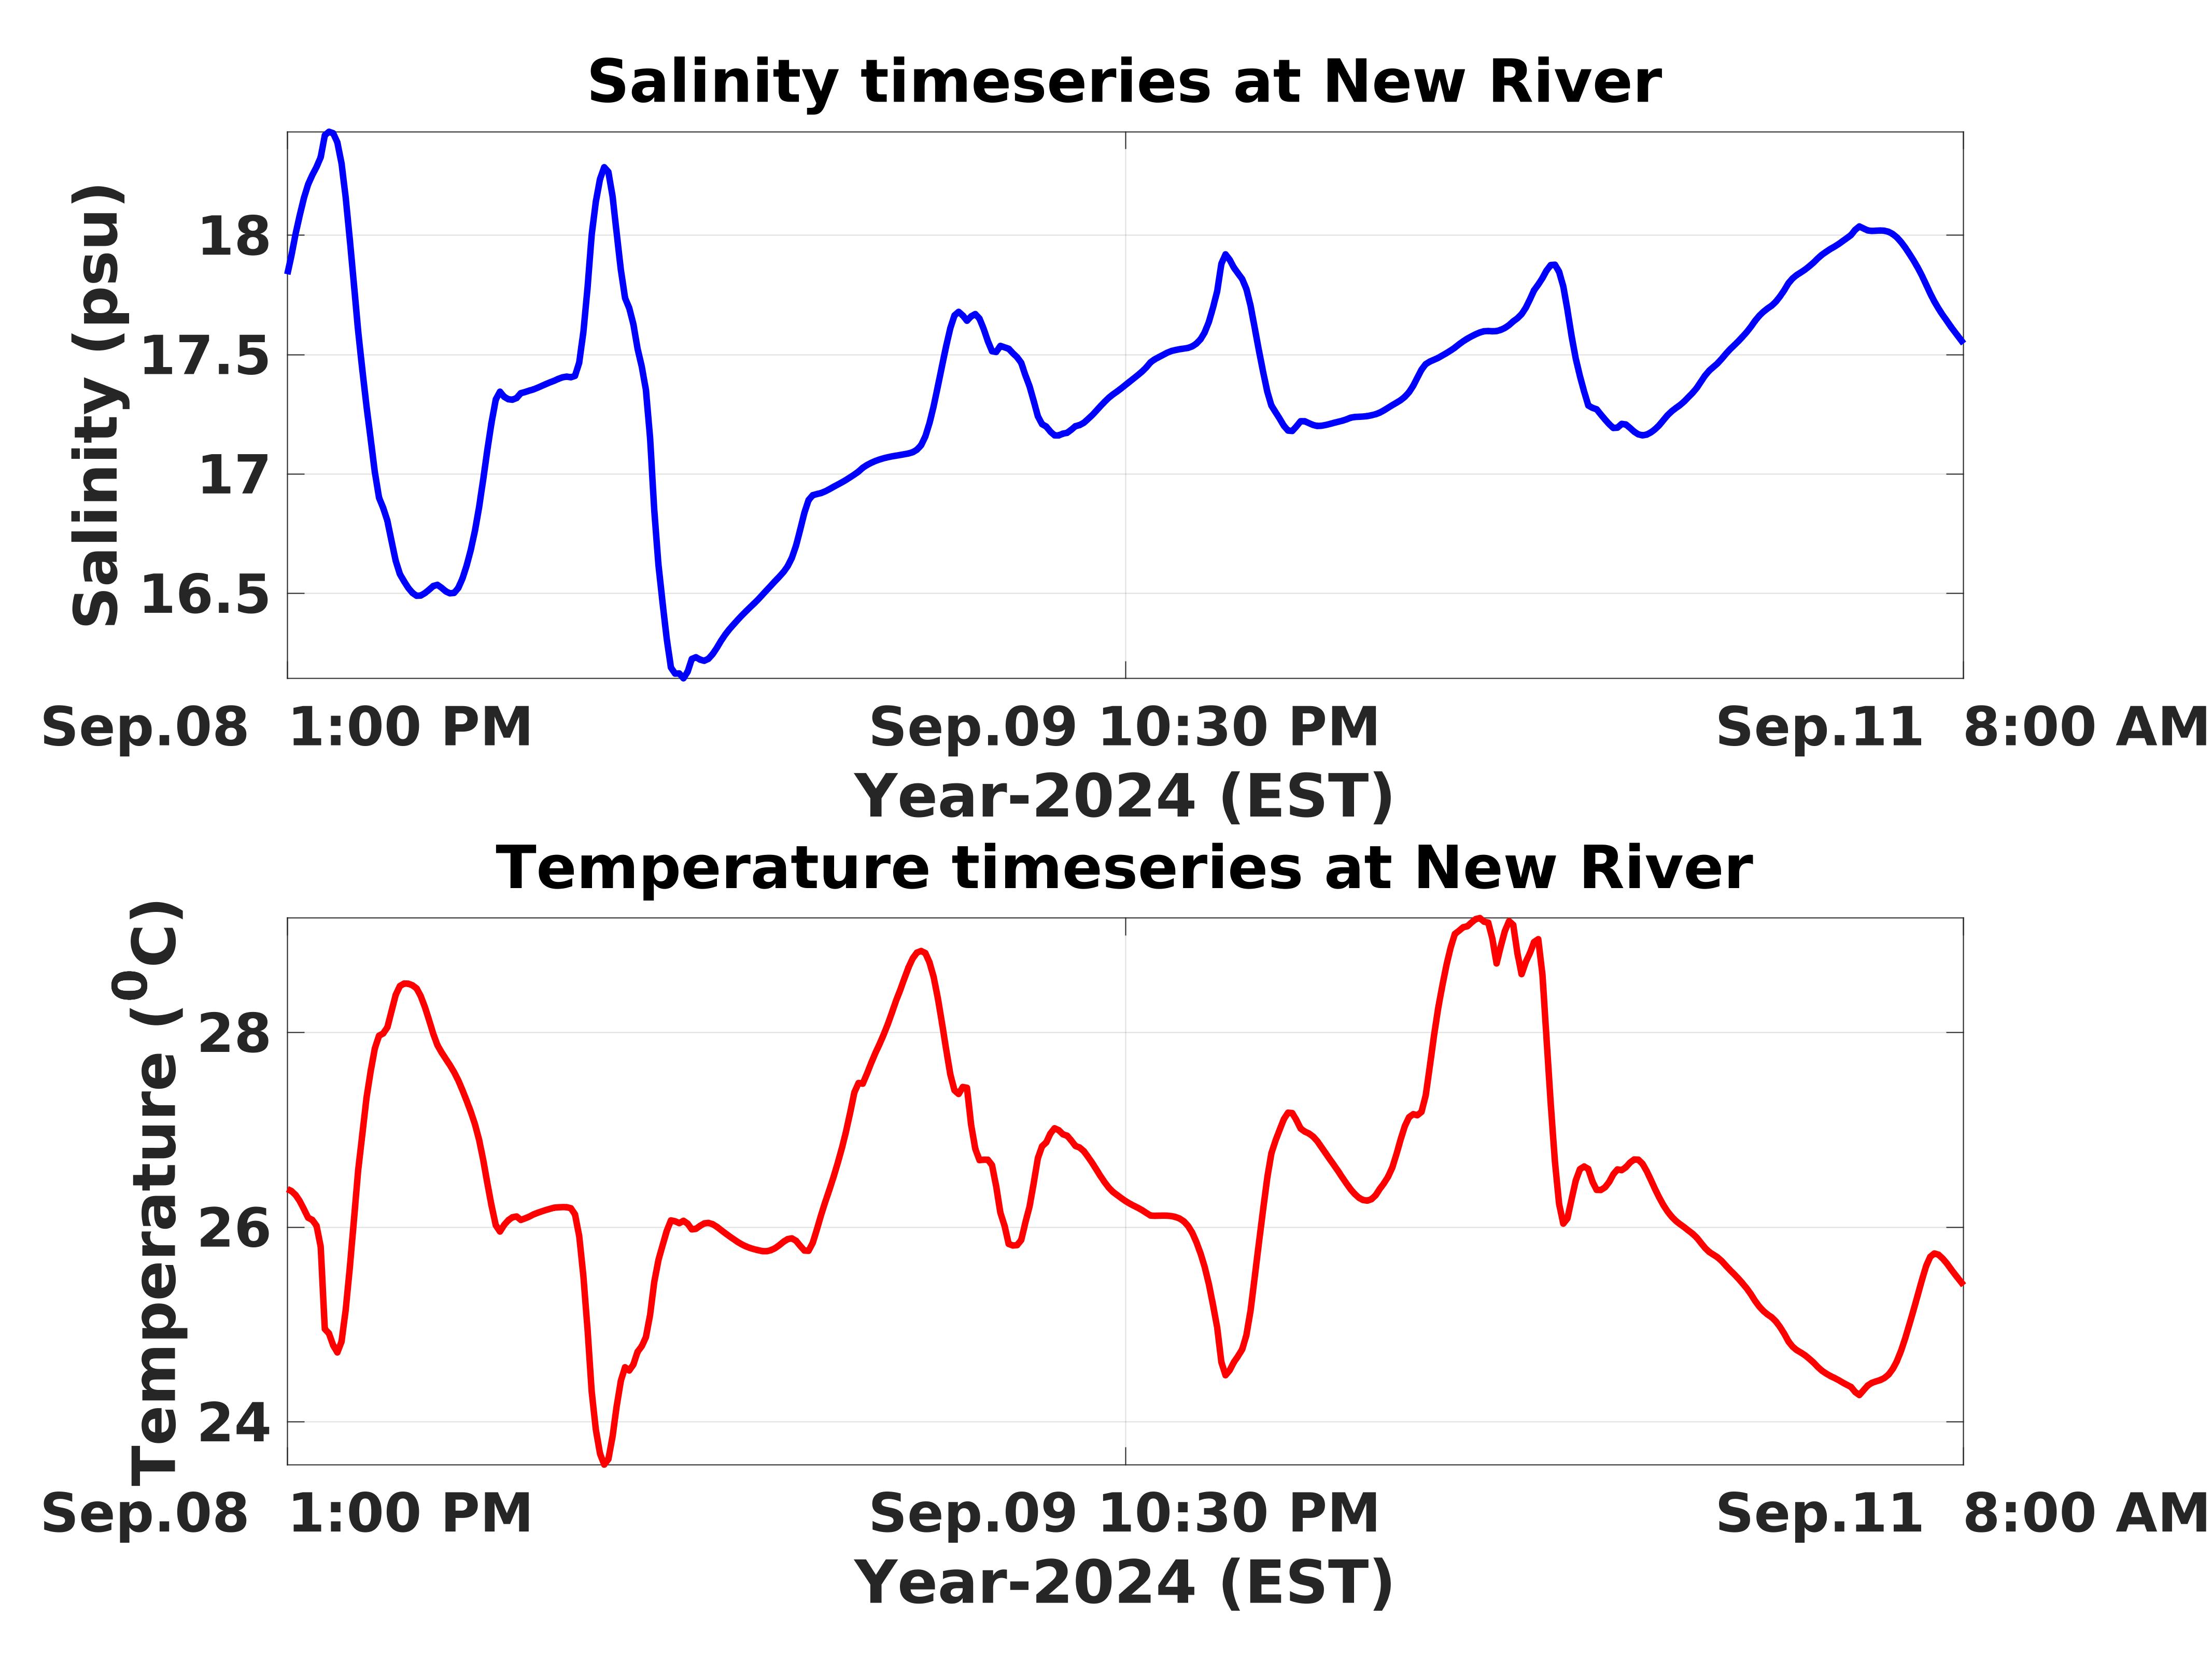 Salinity timeseries at New River
Salinity (psu)
18
17.5
17
16.5
Sep.08 1:00 PM Sep.09 10:30 PM Sep.11 8:00 AM
Year-2024 (EST)
Temperature timeseries at New River
Temperature (⁰C)
28
26
24
Sep.08 1:00 PM Sep.09 10:30 PM Sep.11 8:00 AM
Year-2024 (EST)